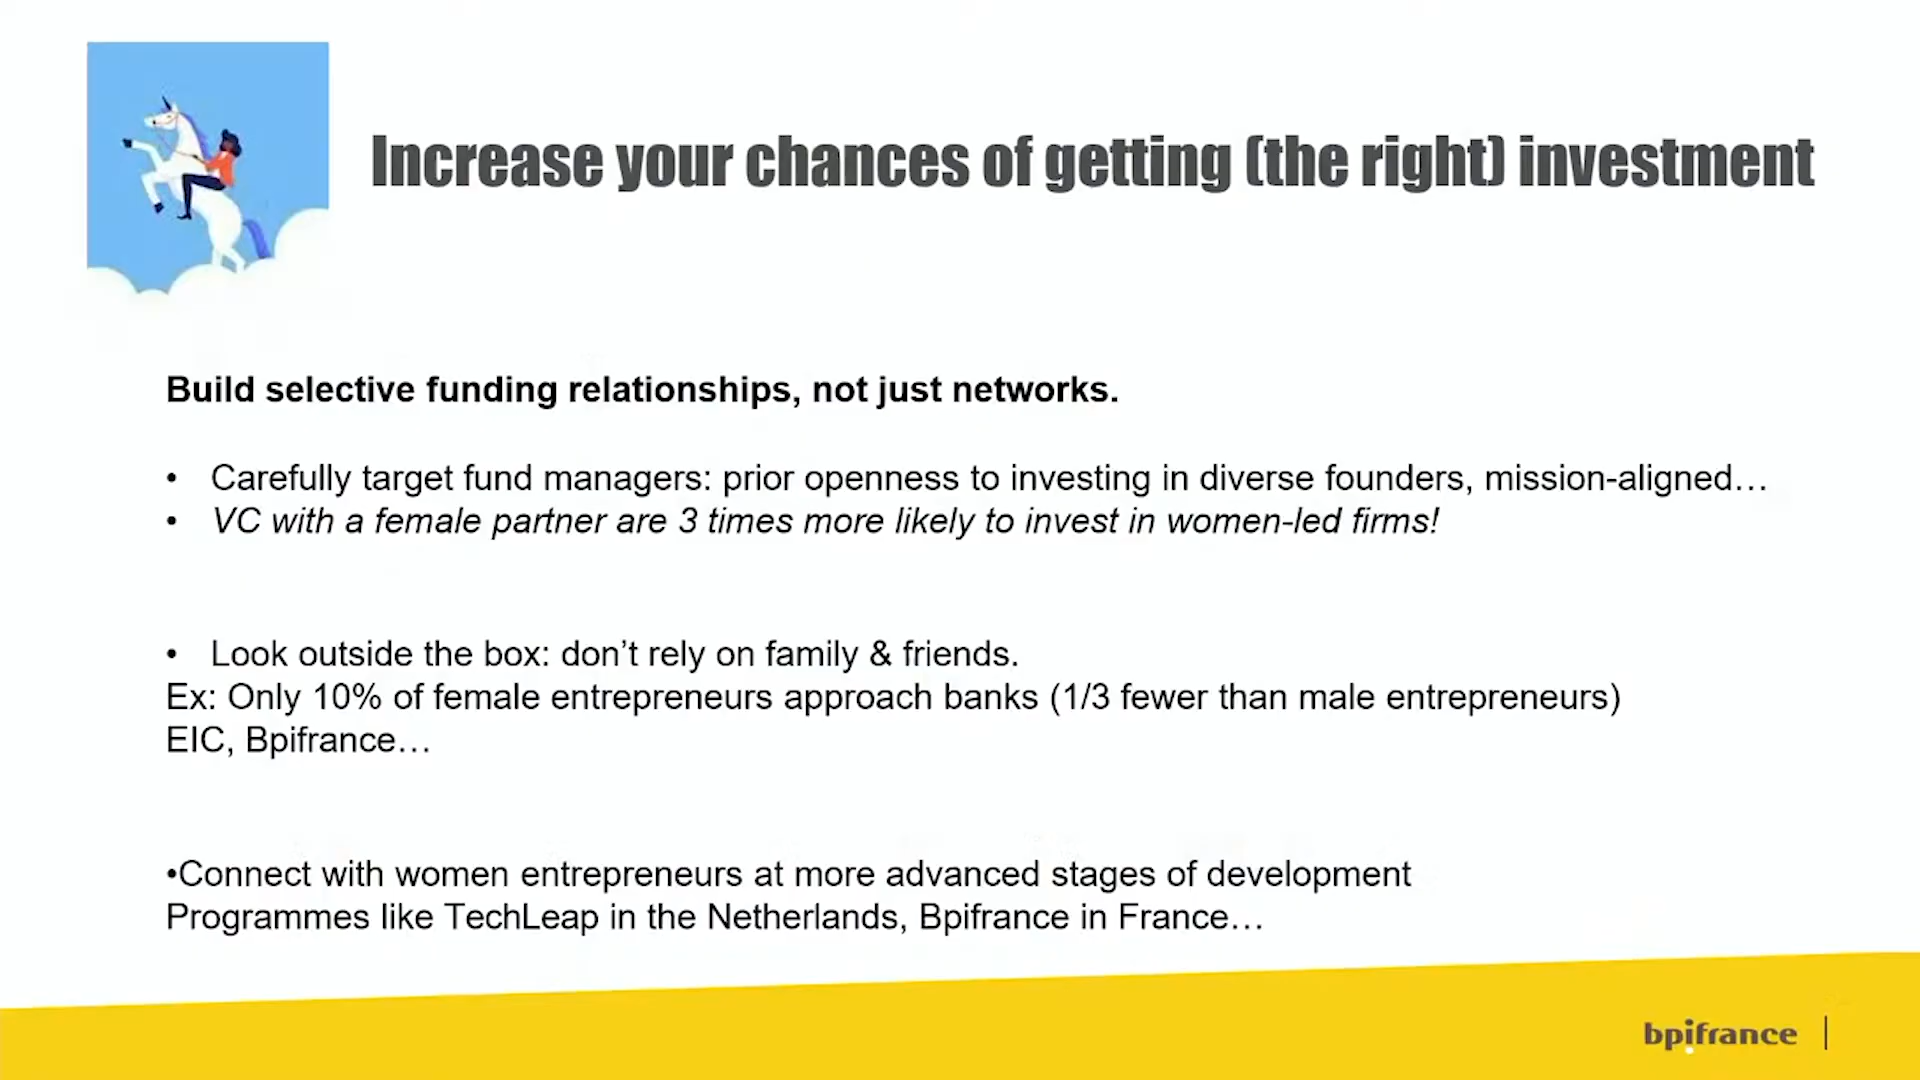 Increase your chances of getting (the right) investment
Build selective funding relationships, not just networks.
• Carefully target fund managers: prior openness to investing in diverse founders, mission-aligned…
• VC with a female partner are 3 times more likely to invest in women-led firms!
• Look outside the box: don’t rely on family & friends.
Ex: Only 10% of female entrepreneurs approach banks (1/3 fewer than male entrepreneurs)
EIC, Bpifrance…
•Connect with women entrepreneurs at more advanced stages of development
Programmes like TechLeap in the Netherlands, Bpifrance in France…
bpifrance